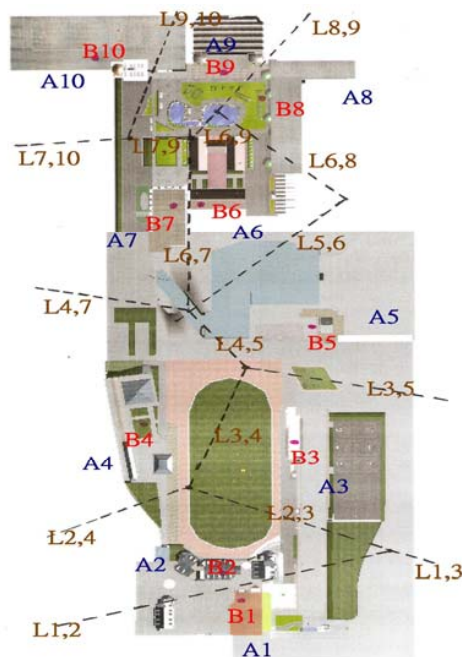 L9,10
A9
L8,9
B10
B9
A10
B8
A8
L6,9
L7,10
L7,9
L6,8
B7
B6
A7
A6
L6,7
L5,6
L4,7
A5
L4,5
B5
L3,5
L3,4
B4
B3
A4
A3
L2,3
L2,4
A2
B2
L1,3
B1
L1,2
A1